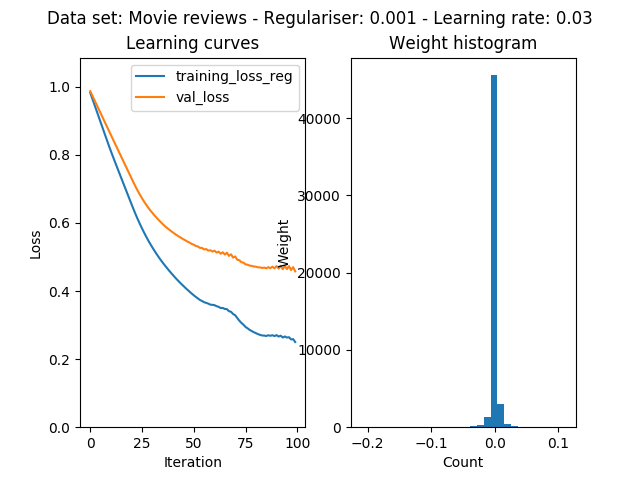 Data set: Movie reviews - Regulariser: 0.001 - Learning rate: 0.03
Learning curves
training_loss_reg
val_loss
1.0
0.8
0.6
0.4
0.2
0.0
Loss
0
25
50
75
100
Iteration
Weight histogram
40000
30000
20000
10000
0
Weight
−0.2
−0.1
0.0
0.1
Count